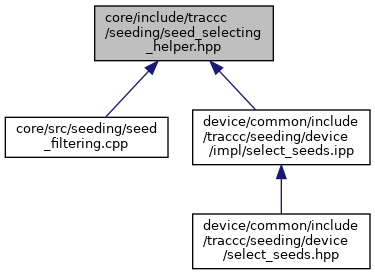 core/include/traccc
/seeding/seed_selecting
_helper.hpp
core/src/seeding/seed
_filtering.cpp
device/common/include
/traccc/seeding/device
/impl/select_seeds.ipp
device/common/include
/traccc/seeding/device
/select_seeds.hpp